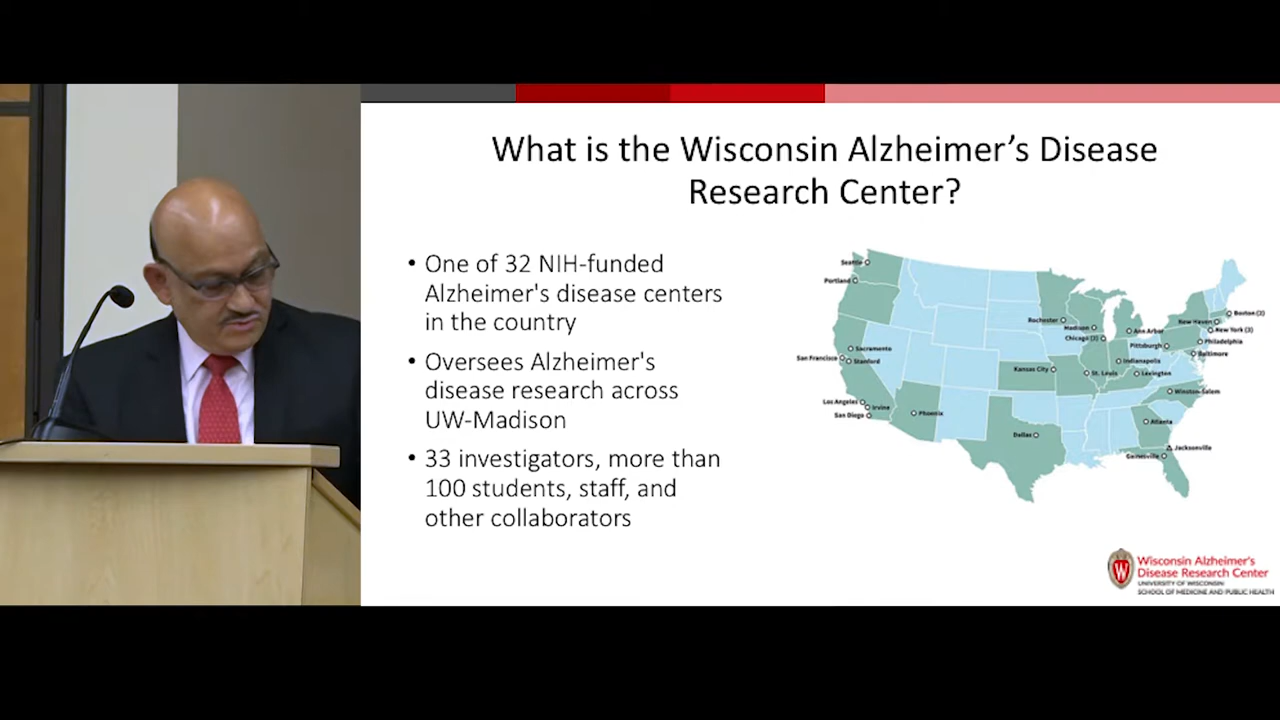 What is the Wisconsin Alzheimer's Disease
Research Center?
• One of 32 NIH-funded
Alzheimer's disease centers
in the country
• Oversees Alzheimer's
disease research across
UW-Madison
• 33 investigators, more than
100 students, staff, and
other collaborators
Seattle
Portland
Sacramento
San Francisco
Stanford
Los Angeles
Irvine
San Diego
Phoenix
Dallas
Kansas City
St. Louis
Rochester
Madison
Chicago (2)
Ann Arbor
Indianapolis
Lexington
Pittsburgh
New Haven
Boston (2)
New York (3)
Philadelphia
Baltimore
Winston-Salem
Atlanta
Jacksonville
Gainesville
W
Wisconsin Alzheimer's
Disease Research Center
UNIVERSITY OF WISCONSIN
SCHOOL OF MEDICINE AND PUBLIC HEALTH